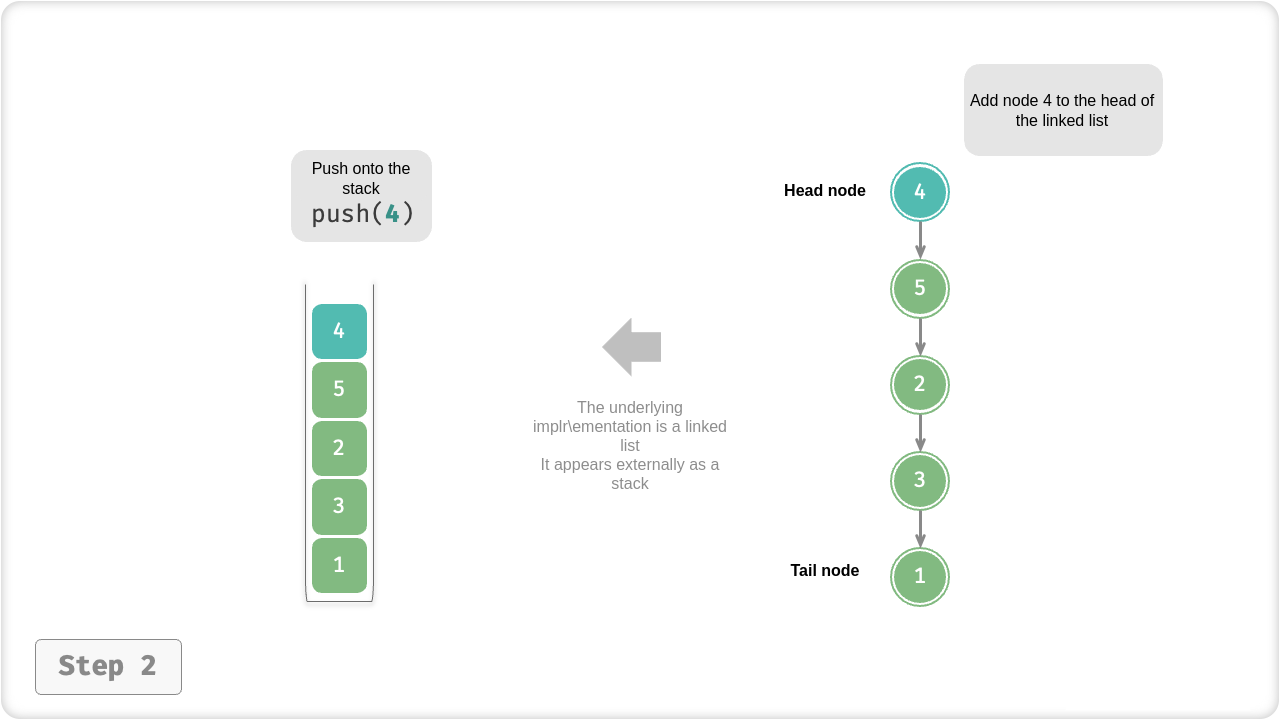 Add node 4 to the head of
the linked list
Push onto the
stack
push(4)
Head node
4
5
2
3
1
Tail node
4
5
2
3
1
The underlying
implr\ementation is a linked
list
It appears externally as a
stack
Step 2